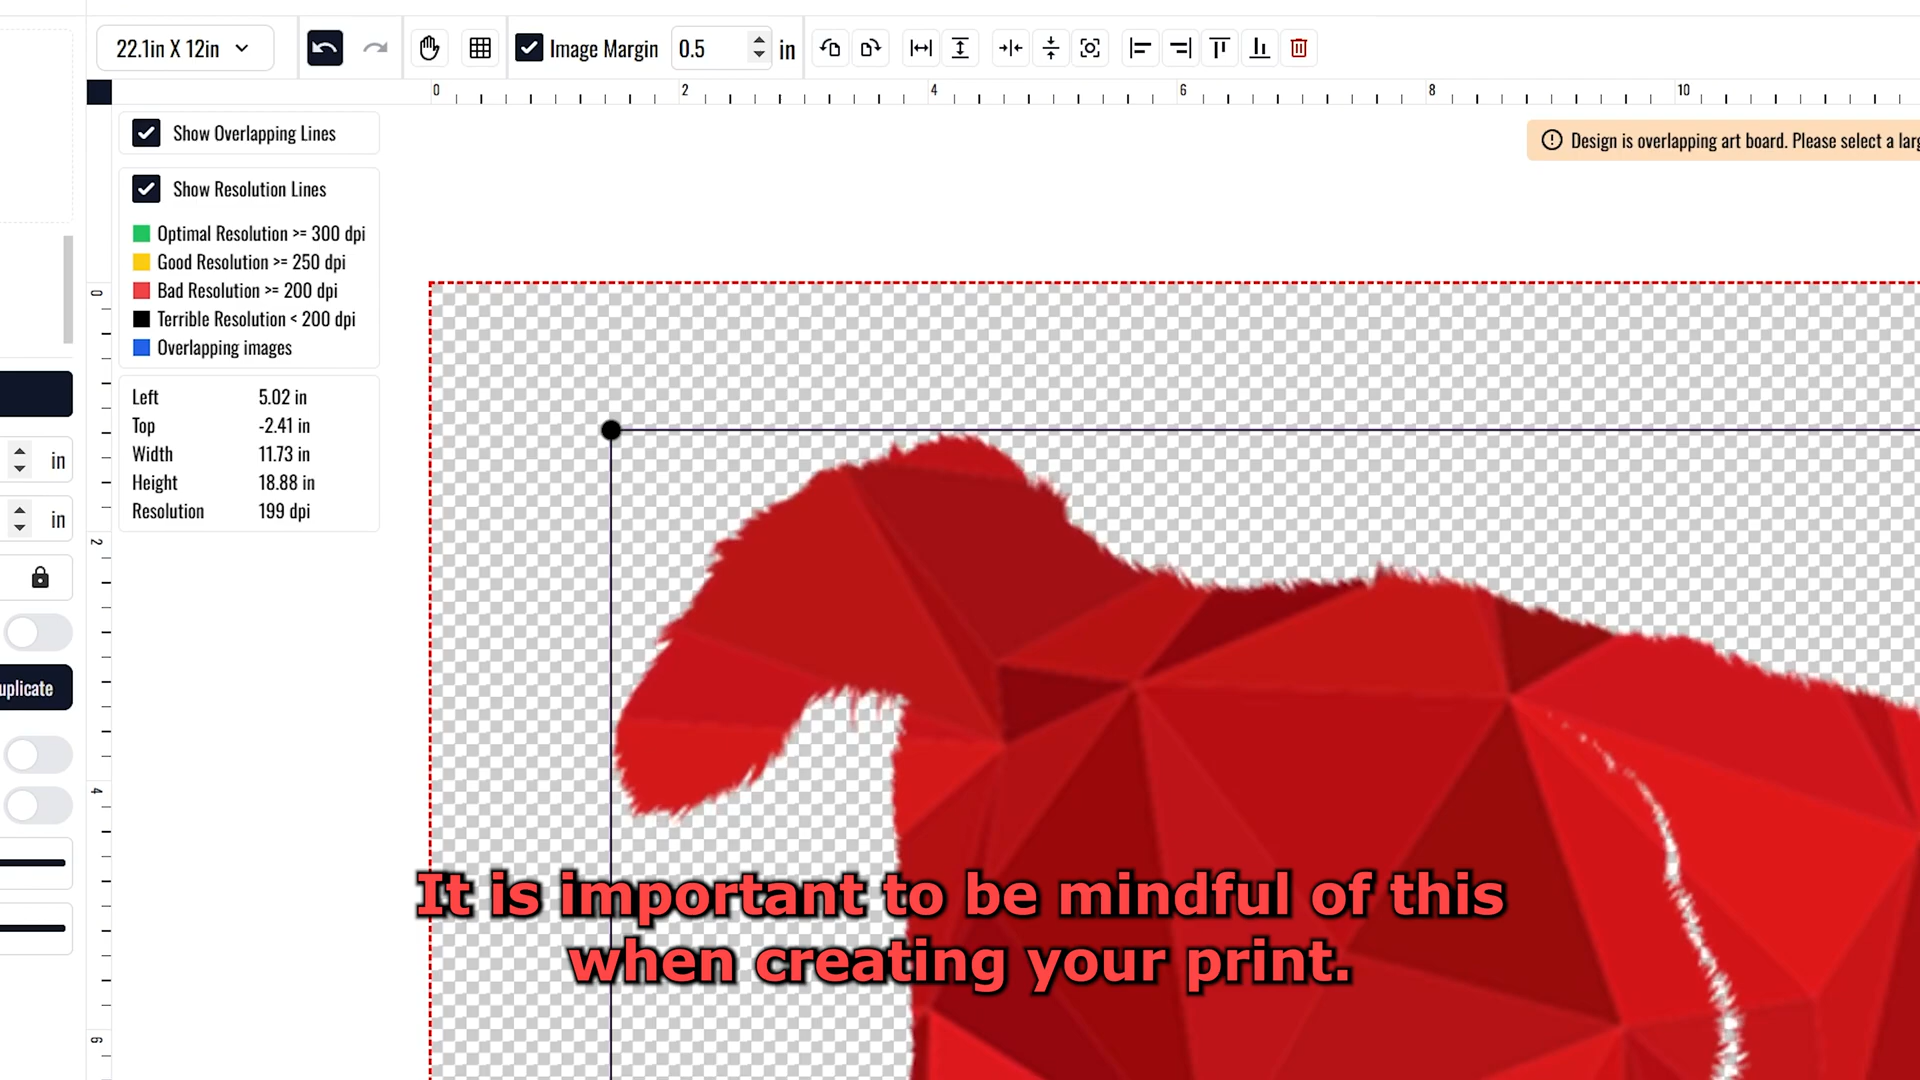 22.1in X 12in
Image Margin 0.5 in
0 2 4 6 8 10
Show Overlapping Lines
Design is overlapping art board. Please select a larg
Show Resolution Lines
Optimal Resolution >= 300 dpi
Good Resolution >= 250 dpi
Bad Resolution >= 200 dpi
Terrible Resolution < 200 dpi
Overlapping images
Left 5.02 in
Top -2.41 in
Width 11.73 in
Height 18.88 in
Resolution 199 dpi
in
in
uplicate
0
2
4
6
It is important to be mindful of this
when creating your print.